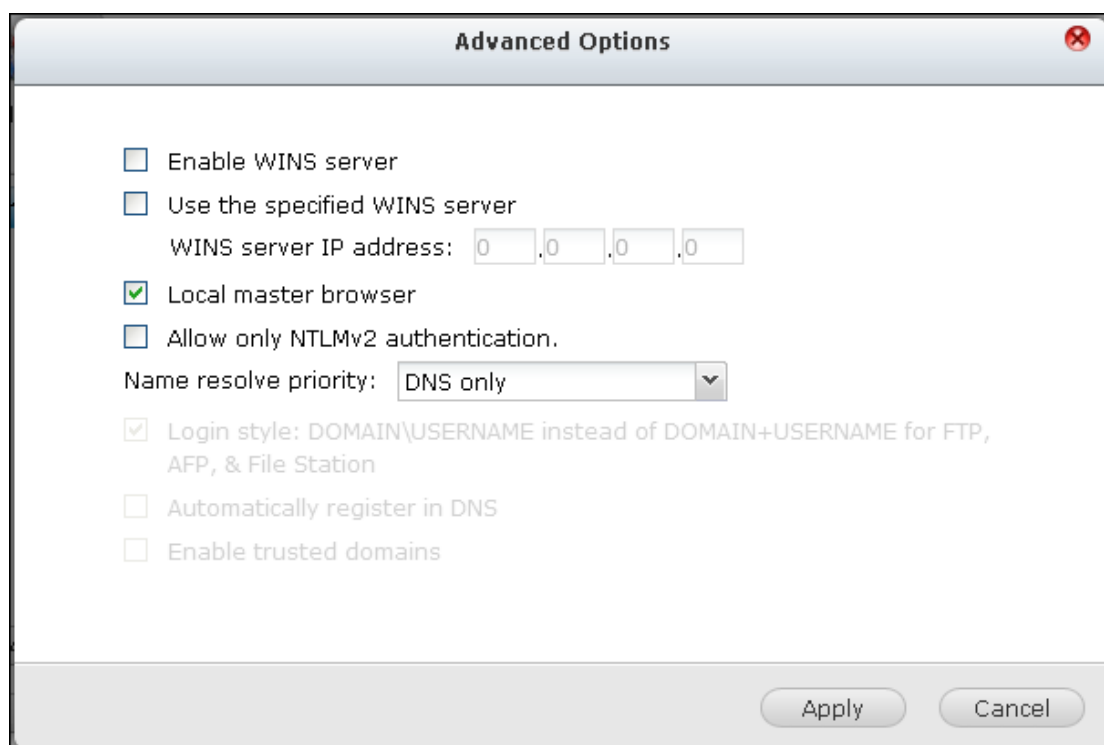 Advanced Options
Enable WINS server
Use the specified WINS server
WINS server IP address: 0 .0 .0 .0
Local master browser
Allow only NTLMv2 authentication.
Name resolve priority: DNS only
Login style: DOMAIN\USERNAME instead of DOMAIN+USERNAME for FTP,
AFP, & File Station
Automatically register in DNS
Enable trusted domains
Apply Cancel